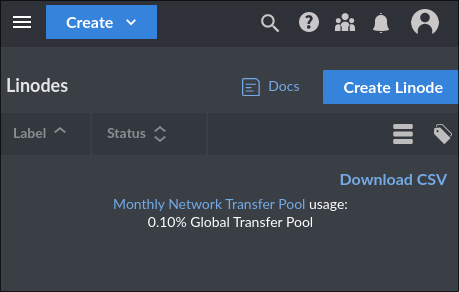 Create
Linodes
Docs
Create Linode
Label
Status
Download CSV
Monthly Network Transfer Pool usage:
0.10% Global Transfer Pool